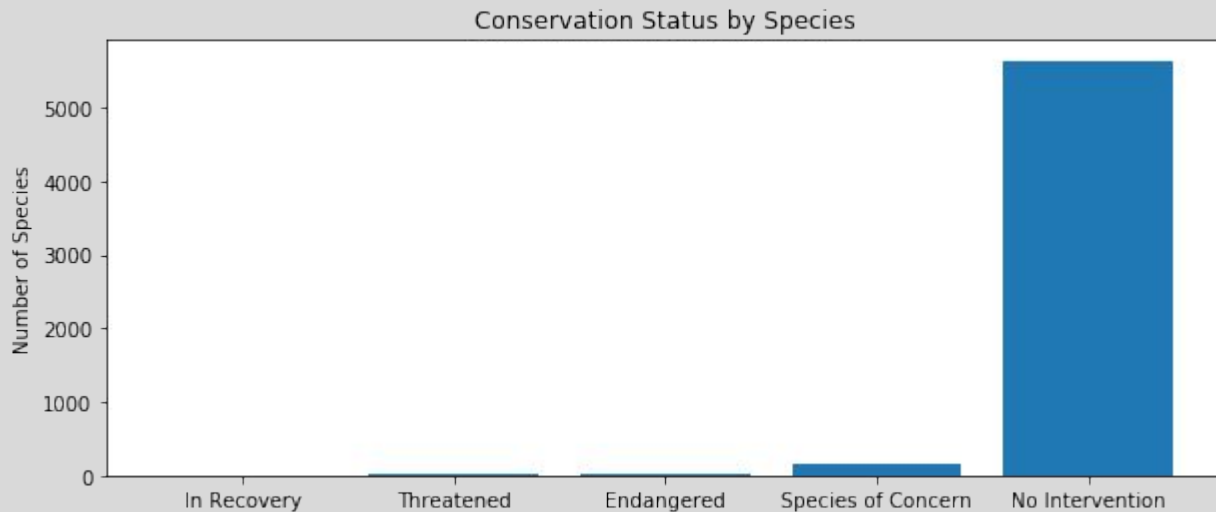 Conservation Status by Species
Number of Species
5000
4000
3000
2000
1000
0
In Recovery
Threatened
Endangered
Species of Concern
No Intervention